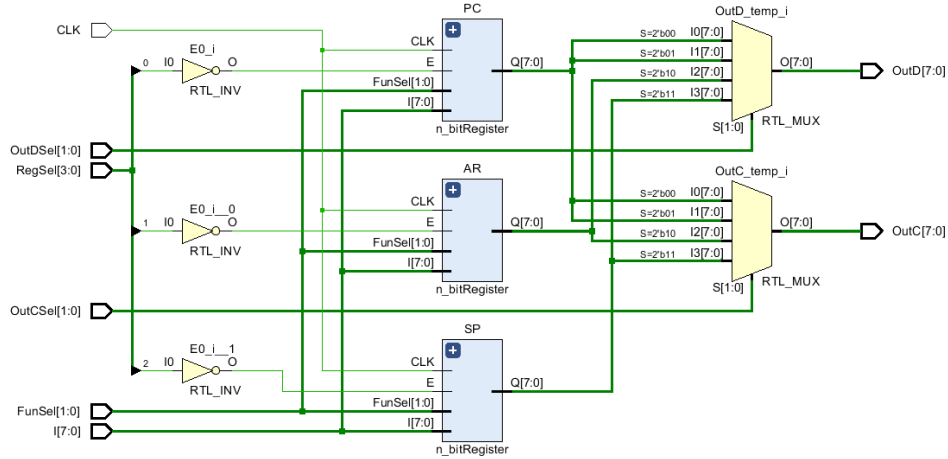 PC
OutD_temp_i
CLK
+
S=2'b00 I0[7:0]
E0_i
CLK
S=2'b01 I1[7:0]
0 I0 O
E
Q[7:0]
S=2'b10 I2[7:0]
O[7:0]
OutD[7:0]
RTL_INV
FunSel[1:0]
S=2'b11 I3[7:0]
I[7:0]
S[1:0]
RTL_MUX
n_bitRegister
OutDSel[1:0]
RegSel[3:0]
AR
OutC_temp_i
+
S=2'b00 I0[7:0]
E0_i__0
CLK
S=2'b01 I1[7:0]
1 I0 O
E
Q[7:0]
S=2'b10 I2[7:0]
O[7:0]
OutC[7:0]
RTL_INV
FunSel[1:0]
S=2'b11 I3[7:0]
I[7:0]
S[1:0]
RTL_MUX
n_bitRegister
OutCSel[1:0]
SP
+
E0_i__1
CLK
2 I0 O
E
Q[7:0]
RTL_INV
FunSel[1:0]
FunSel[1:0]
I[7:0]
I[7:0]
n_bitRegister